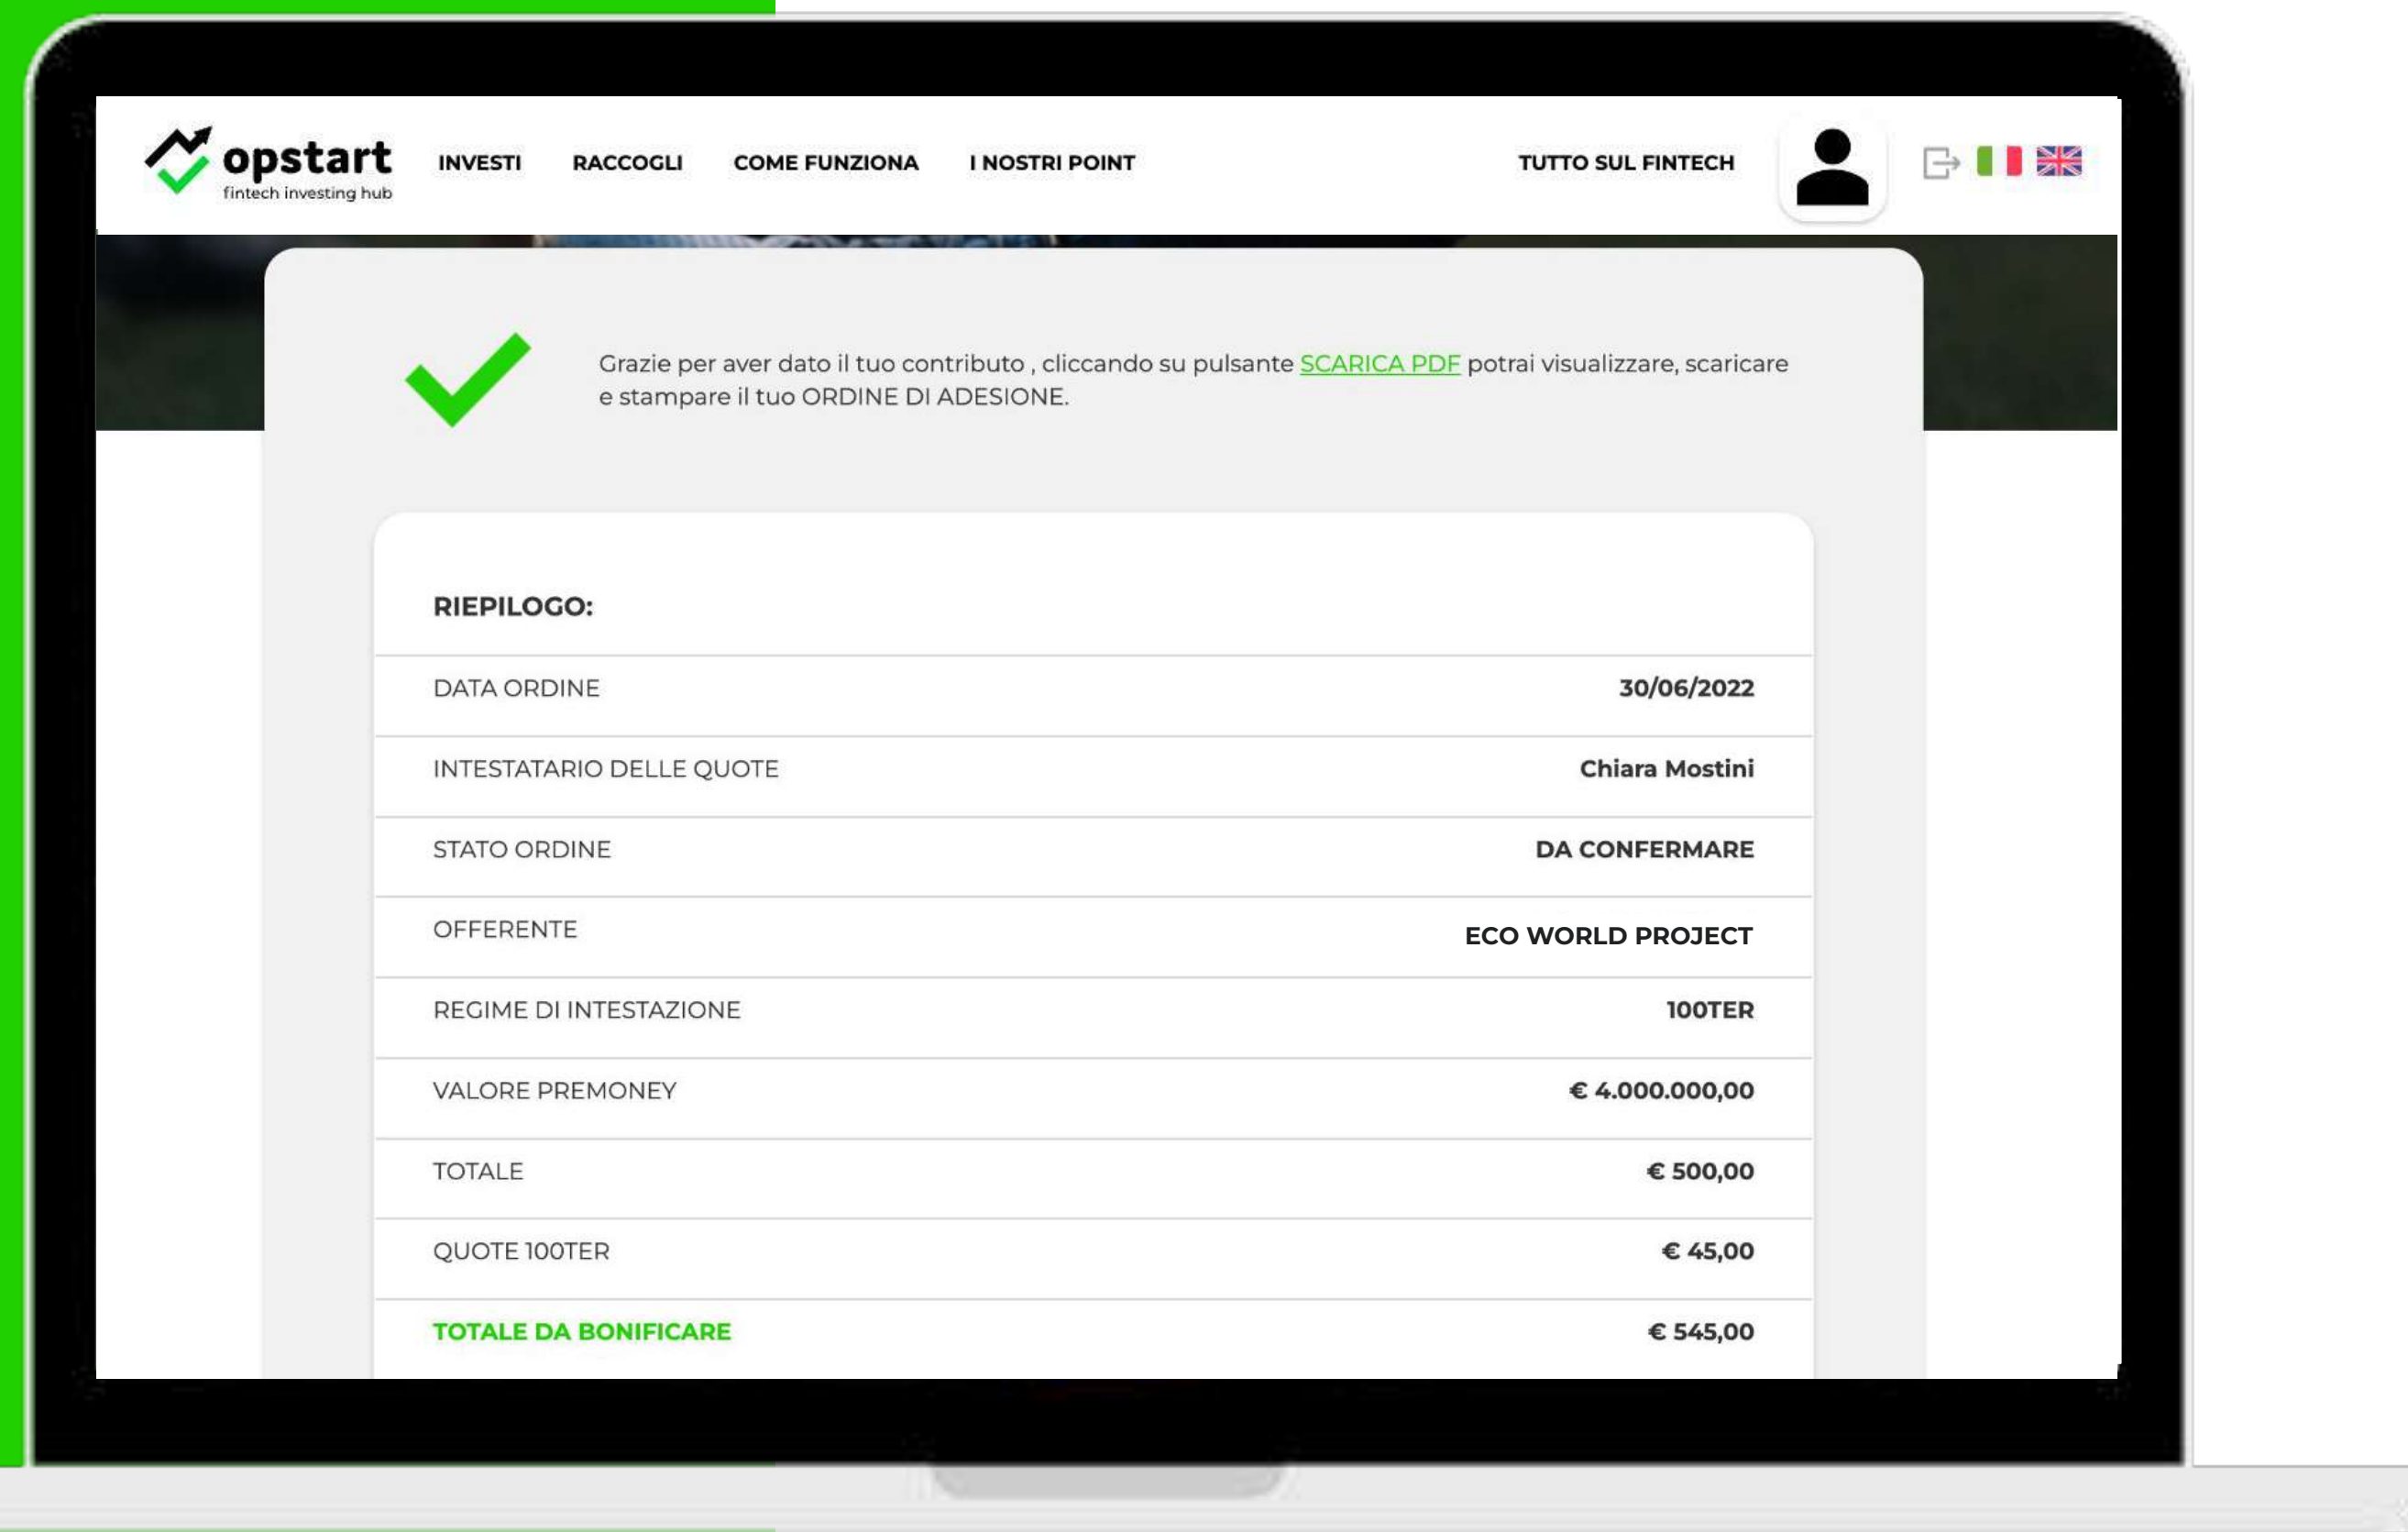 opstart
fintech investing hub
INVESTI RACCOGLI COME FUNZIONA I NOSTRI POINT TUTTO SUL FINTECH
Grazie per aver dato il tuo contributo , cliccando su pulsante SCARICA PDF potrai visualizzare, scaricare
e stampare il tuo ORDINE DI ADESIONE.
RIEPILOGO:
DATA ORDINE 30/06/2022
INTESTATARIO DELLE QUOTE Chiara Mostini
STATO ORDINE DA CONFERMARE
OFFERENTE ECO WORLD PROJECT
REGIME DI INTESTAZIONE 100TER
VALORE PREMONEY € 4.000.000,00
TOTALE € 500,00
QUOTE 100TER € 45,00
TOTALE DA BONIFICARE € 545,00